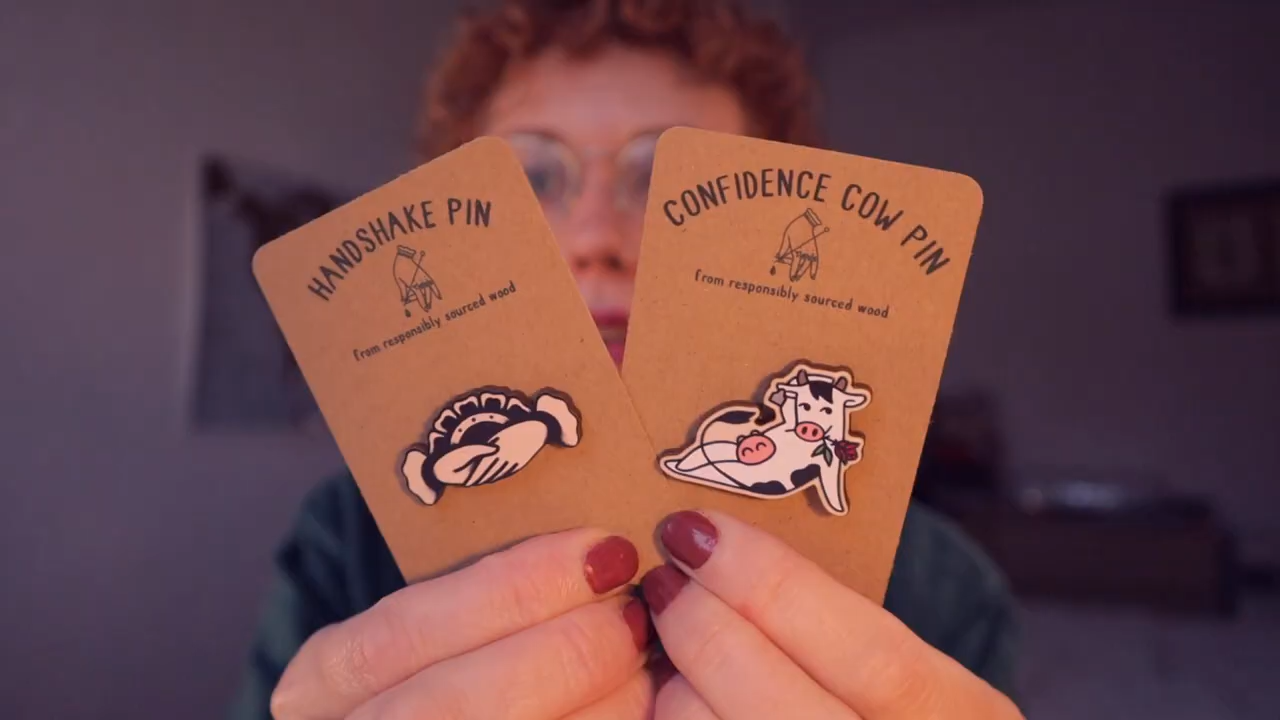 HANDSHAKE PIN
from responsibly sourced wood
CONFIDENCE COW PIN
from responsibly sourced wood